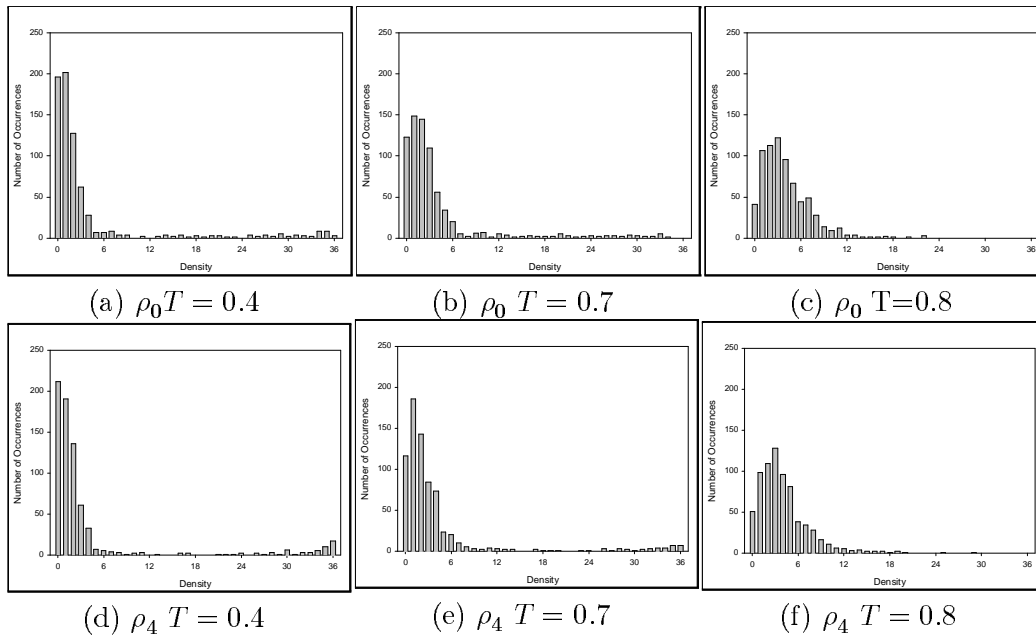 250
200
150
100
50
0
Number of Occurrences
0 6 12 18 24 30 36
Density
(a) ρ₀T = 0.4
250
200
150
100
50
0
Number of Occurrences
0 6 12 18 24 30 36
Density
(b) ρ₀ T = 0.7
250
200
150
100
50
0
Number of Occurrences
0 6 12 18 24 30 36
Density
(c) ρ₀ T=0.8
250
200
150
100
50
0
Number of Occurrences
0 6 12 18 24 30 36
Density
(d) ρ₄ T = 0.4
250
200
150
100
50
0
Number of Occurrences
0 6 12 18 24 30 36
Density
(e) ρ₄ T = 0.7
250
200
150
100
50
0
Number of Occurrences
0 6 12 18 24 30 36
Density
(f) ρ₄ T = 0.8